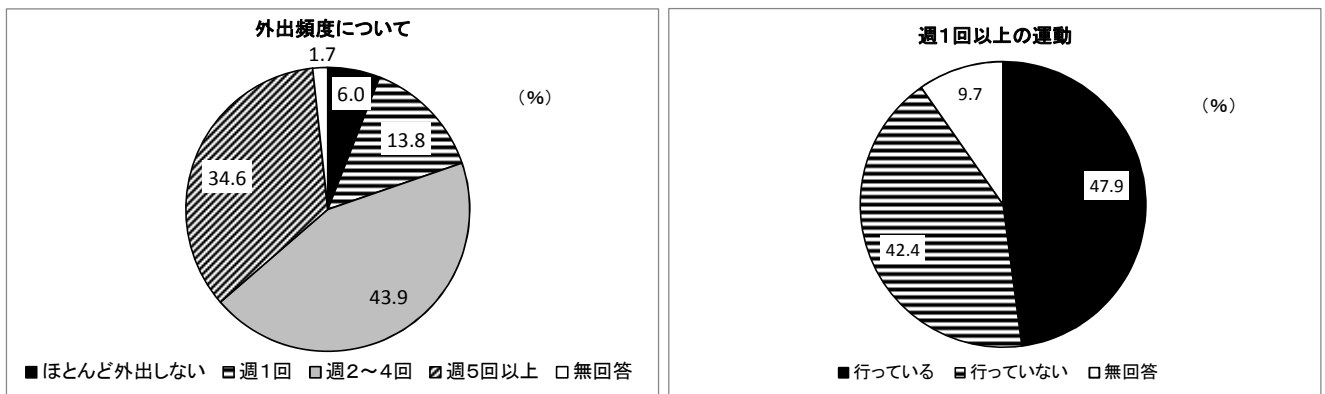 外出頻度について
1.7
6.0
(%)
13.8
34.6
43.9
■ほとんど外出しない 週1回 週2～4回 週5回以上 □無回答
週1回以上の運動
9.7
(%)
47.9
42.4
■行っている 行っていない □無回答